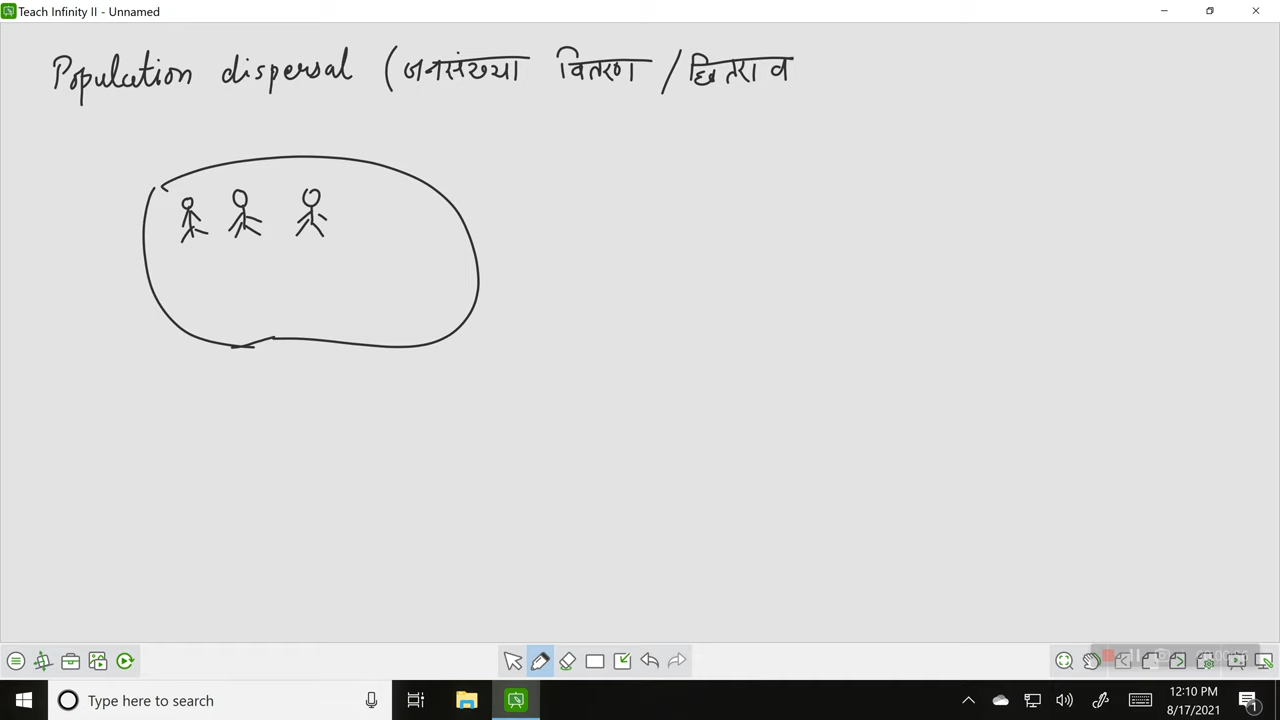 Teach Infinity II - Unnamed
Population dispersal (जनसंख्या वितरण / छितराव
Type here to search
12:10 PM
8/17/2021
1